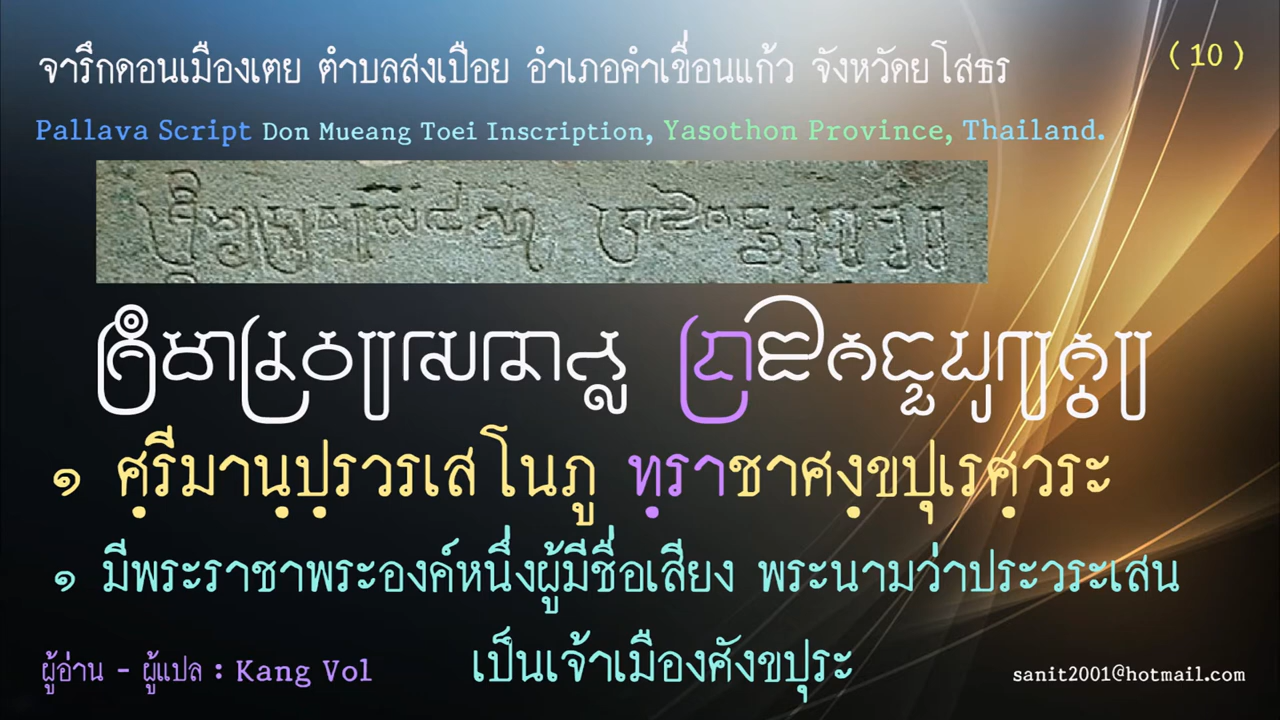 จารึกดอนเมืองเตย ตำบลสงเปือย อำเภอคำเขื่อนแก้ว จังหวัดยโสธร
( 10 )
Pallava Script Don Mueang Toei Inscription, Yasothon Province, Thailand.
๑ ศฺรีมานฺปฺรวรเสโนภู ทฺราชาศงฺขปุเรศฺวระ
๑ มีพระราชาพระองค์หนึ่งผู้มีชื่อเสียง พระนามว่าประวระเสน
เป็นเจ้าเมืองศังขปุระ
ผู้อ่าน - ผู้แปล : Kang Vol
sanit2001@hotmail.com